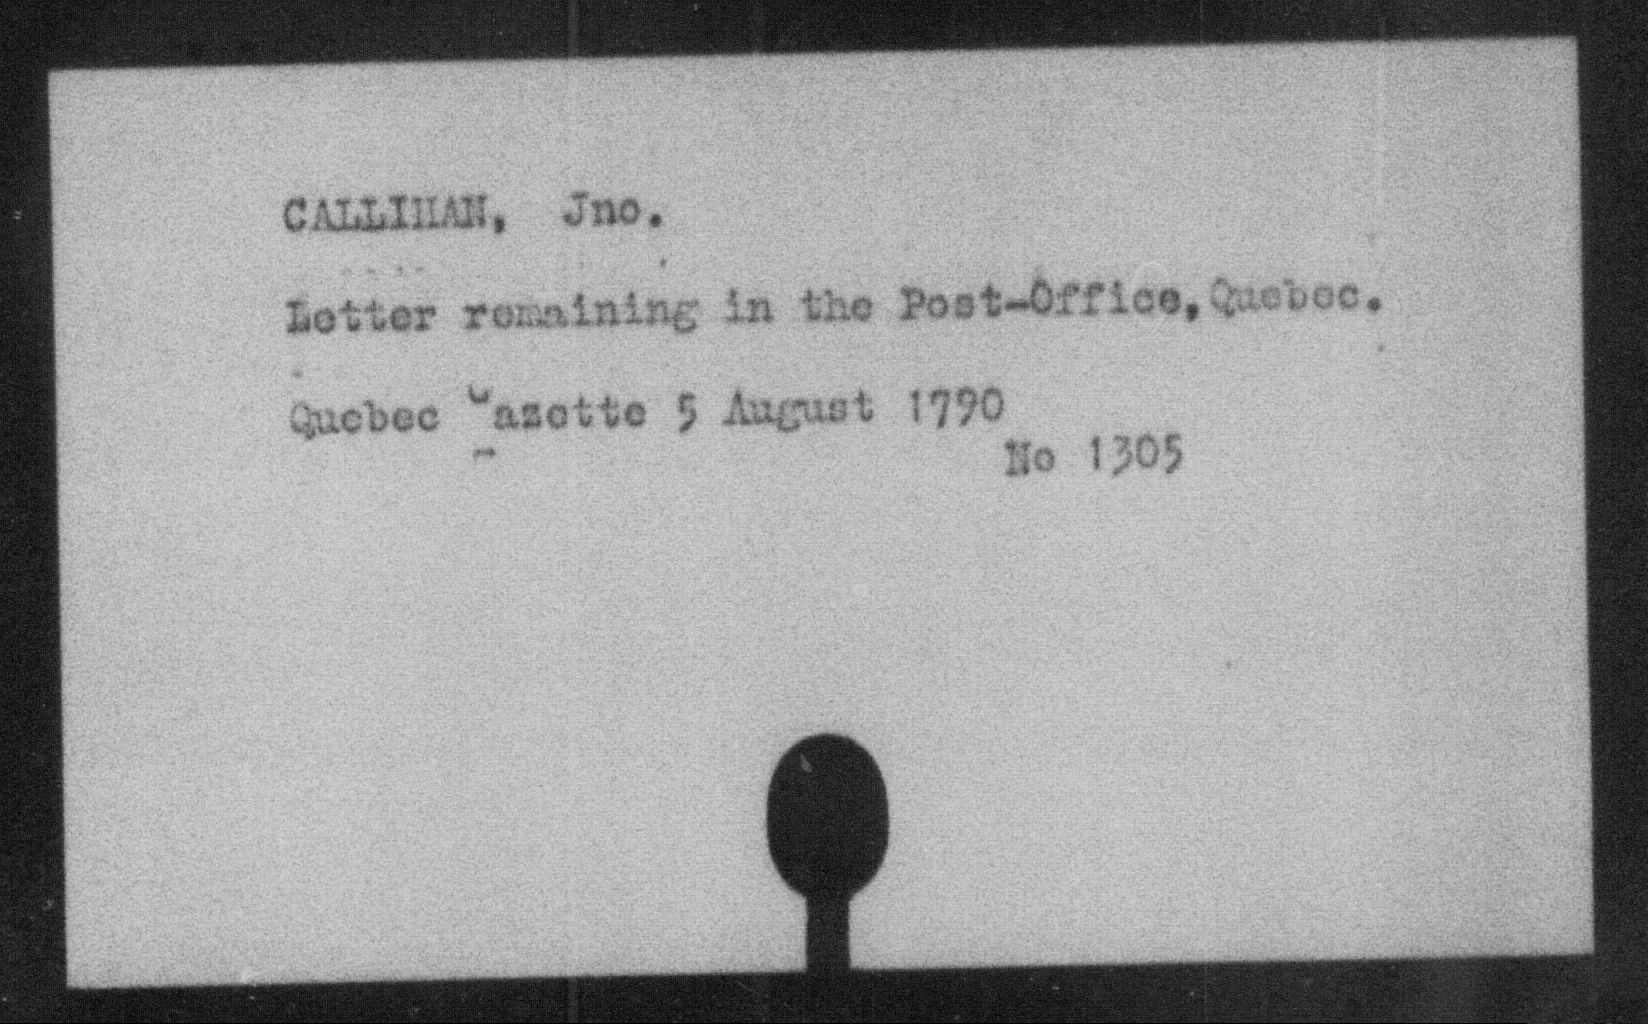 CALLIHAN, Jno.
Letter remaining in the Post-Office, Quebec.
Quebec Gazette 5 August 1790
No 1305